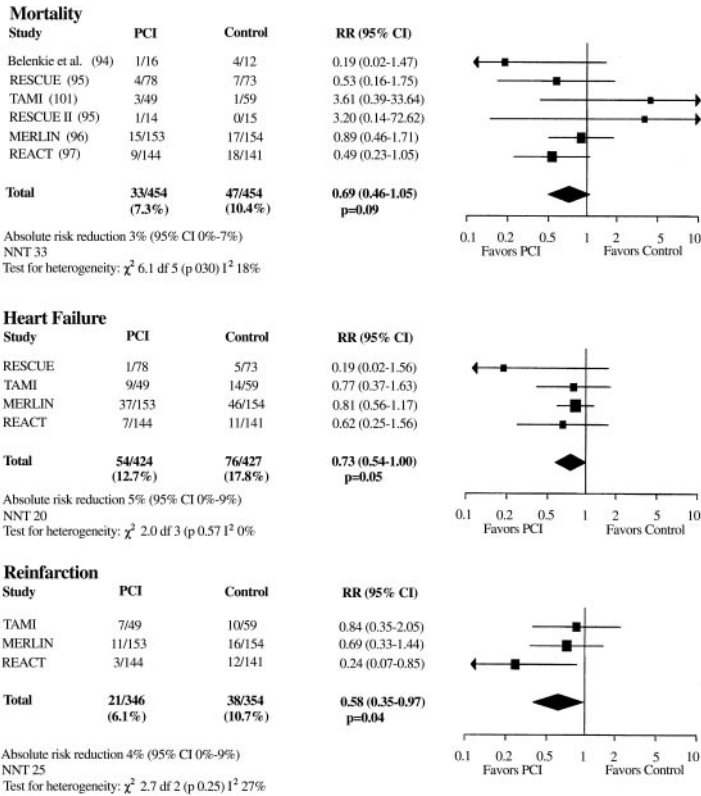 Mortality
Study PCI Control RR (95% CI)
Belenkie et al. (94) 1/16 4/12 0.19 (0.02-1.47)
RESCUE (95) 4/78 7/73 0.53 (0.16-1.75)
TAMI (101) 3/49 1/59 3.61 (0.39-33.64)
RESCUE II (95) 1/14 0/15 3.20 (0.14-72.62)
MERLIN (96) 15/153 17/154 0.89 (0.46-1.71)
REACT (97) 9/144 18/141 0.49 (0.23-1.05)
Total 33/454 47/454 0.69 (0.46-1.05)
(7.3%) (10.4%) p=0.09
0.1 0.2 0.5 1 2 5 10
Favors PCI Favors Control
Absolute risk reduction 3% (95% CI 0%-7%)
NNT 33
Test for heterogeneity: χ² 6.1 df 5 (p 030) I² 18%
Heart Failure
Study PCI Control RR (95% CI)
RESCUE 1/78 5/73 0.19 (0.02-1.56)
TAMI 9/49 14/59 0.77 (0.37-1.63)
MERLIN 37/153 46/154 0.81 (0.56-1.17)
REACT 7/144 11/141 0.62 (0.25-1.56)
Total 54/424 76/427 0.73 (0.54-1.00)
(12.7%) (17.8%) p=0.05
Absolute risk reduction 5% (95% CI 0%-9%)
NNT 20
Test for heterogeneity: χ² 2.0 df 3 (p 0.57 I² 0%
0.1 0.2 0.5 1 2 5 10
Favors PCI Favors Control
Reinfarction
Study PCI Control RR (95% CI)
TAMI 7/49 10/59 0.84 (0.35-2.05)
MERLIN 11/153 16/154 0.69 (0.33-1.44)
REACT 3/144 12/141 0.24 (0.07-0.85)
Total 21/346 38/354 0.58 (0.35-0.97)
(6.1%) (10.7%) p=0.04
Absolute risk reduction 4% (95% CI 0%-9%)
NNT 25
Test for heterogeneity: χ² 2.7 df 2 (p 0.25) I² 27%
0.1 0.2 0.5 1 2 5 10
Favors PCI Favors Control